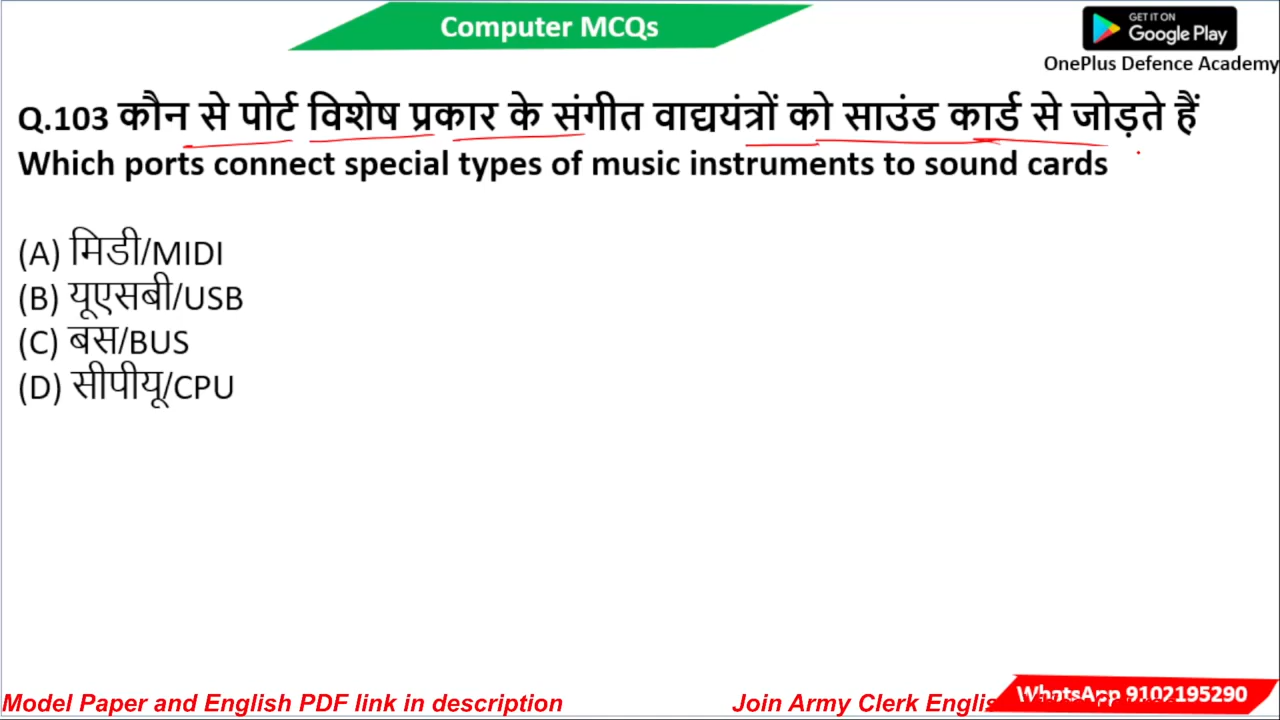 Computer MCQs
GET IT ON
Google Play
OnePlus Defence Academy
Q.103 कौन से पोर्ट विशेष प्रकार के संगीत वाद्ययंत्रों को साउंड कार्ड से जोड़ते हैं
Which ports connect special types of music instruments to sound cards
(A) मिडी/MIDI
(B) यूएसबी/USB
(C) बस/BUS
(D) सीपीयू/CPU
WhatsApp 9102195290
Model Paper and English PDF link in description
Join Army Clerk